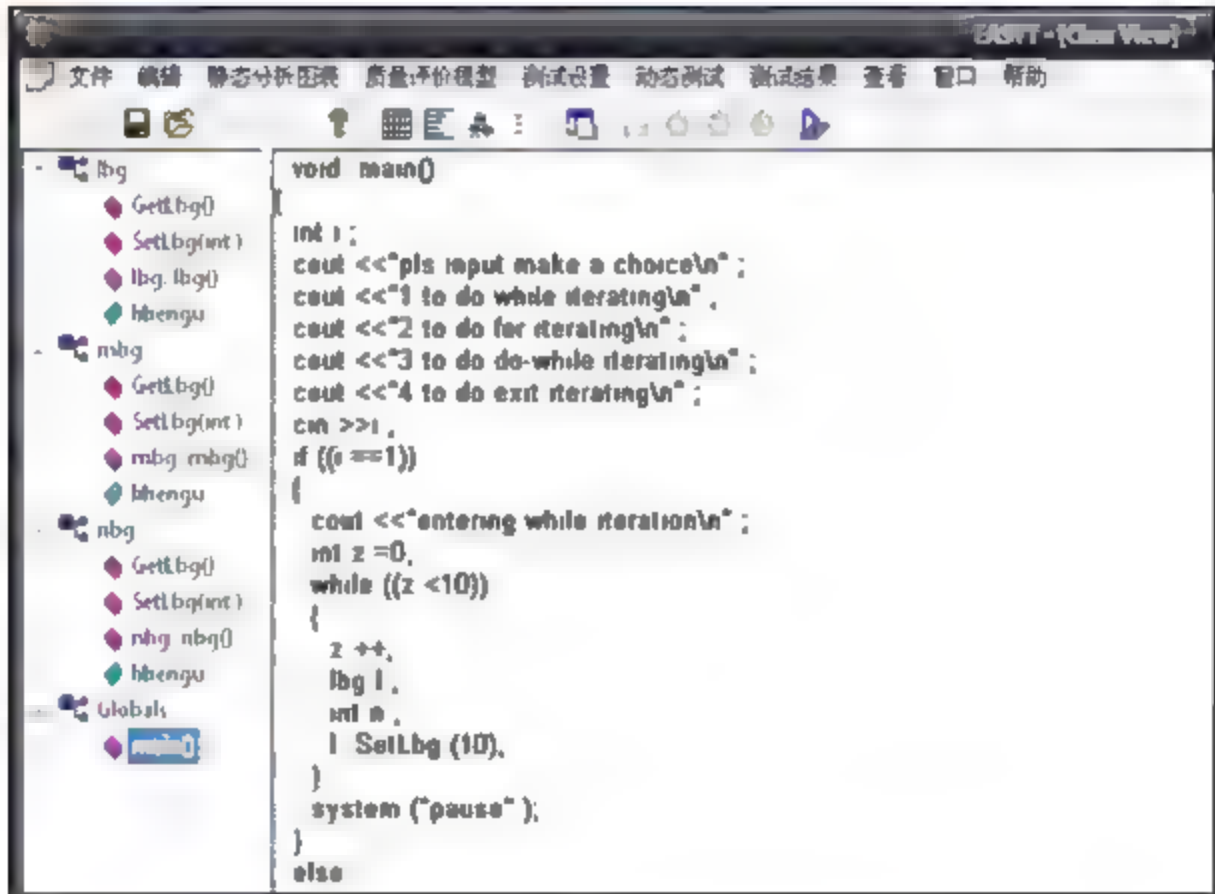 [Class View]
文件 编辑 静态分析图表 质量评价模型 测试设置 动态测试 测试结果 查看 窗口 帮助
lbg
GetLbg()
SetLbg(int)
lbg. lbg()
hhengu
mbg
GetLbg()
SetLbg(int)
mbg mbg()
hhengu
nbg
GetLbg()
SetLbg(int)
nbg nbg()
hhengu
Globals
main()
void main()
{
int i ;
cout <<"pls input make a choice\n" ;
cout <<"1 to do while iterating\n" ,
cout <<"2 to do for iterating\n" ;
cout <<"3 to do do-while iterating\n" ;
cout <<"4 to do exit iterating\n" ;
cin >>i ,
if ((i ==1))
{
cout <<"entering while iteration\n" ;
int z =0,
while ((z <10))
{
z ++,
lbg l ,
int n ,
l SetLbg (10),
}
system ("pause" );
}
else